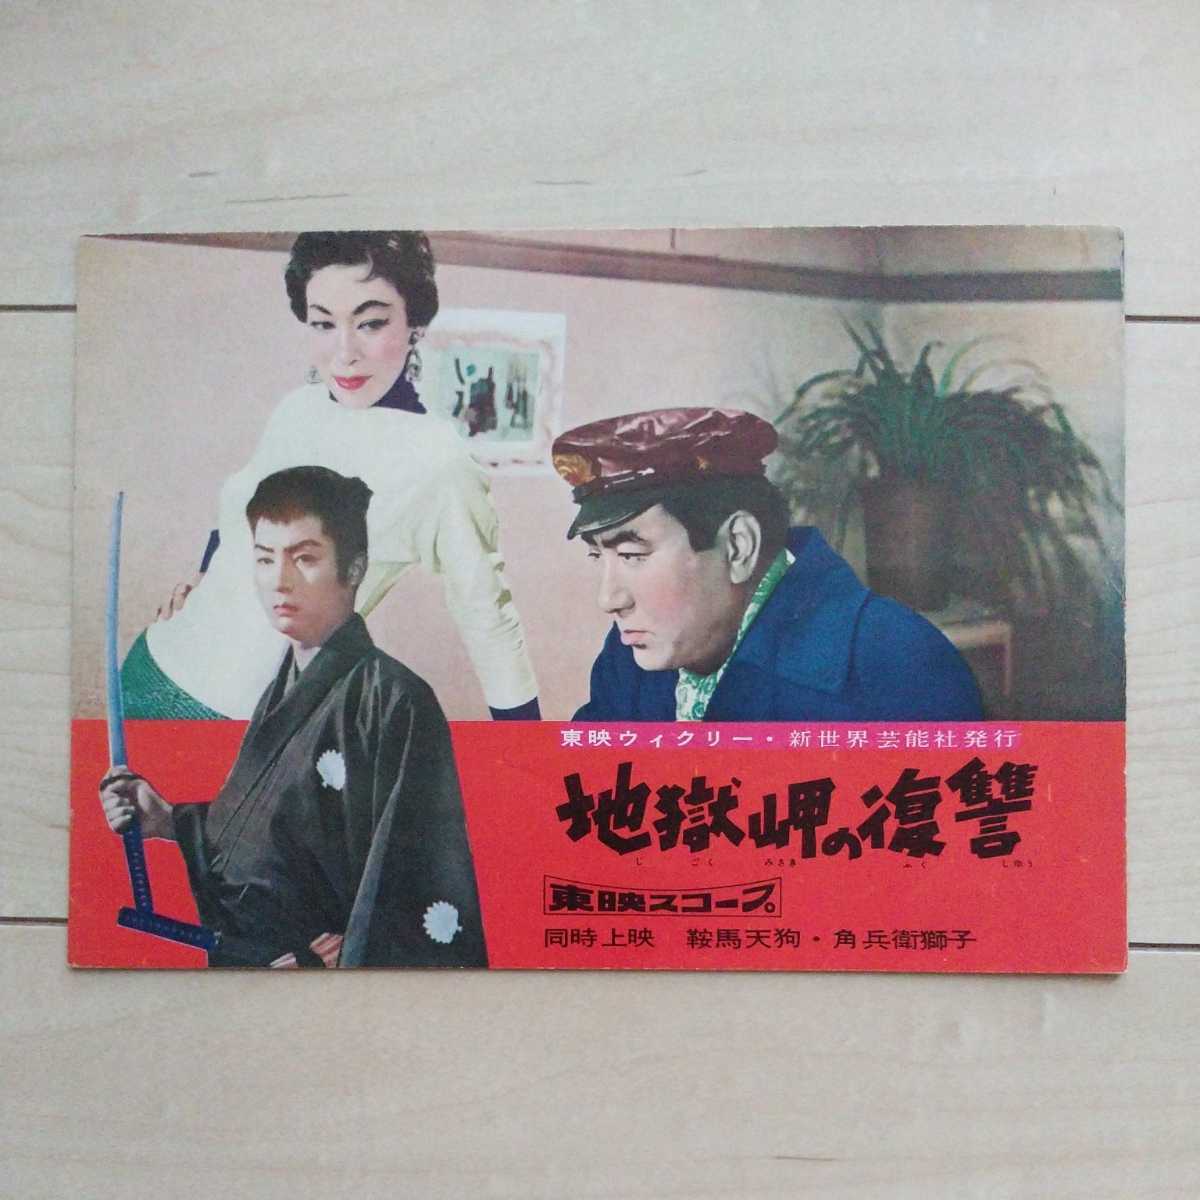 東映ウィクリー・新世界芸能社発行
地獄岬の復讐
じごくみさきふくしゅう
東映スコープ
同時上映 鞍馬天狗・角兵衛獅子